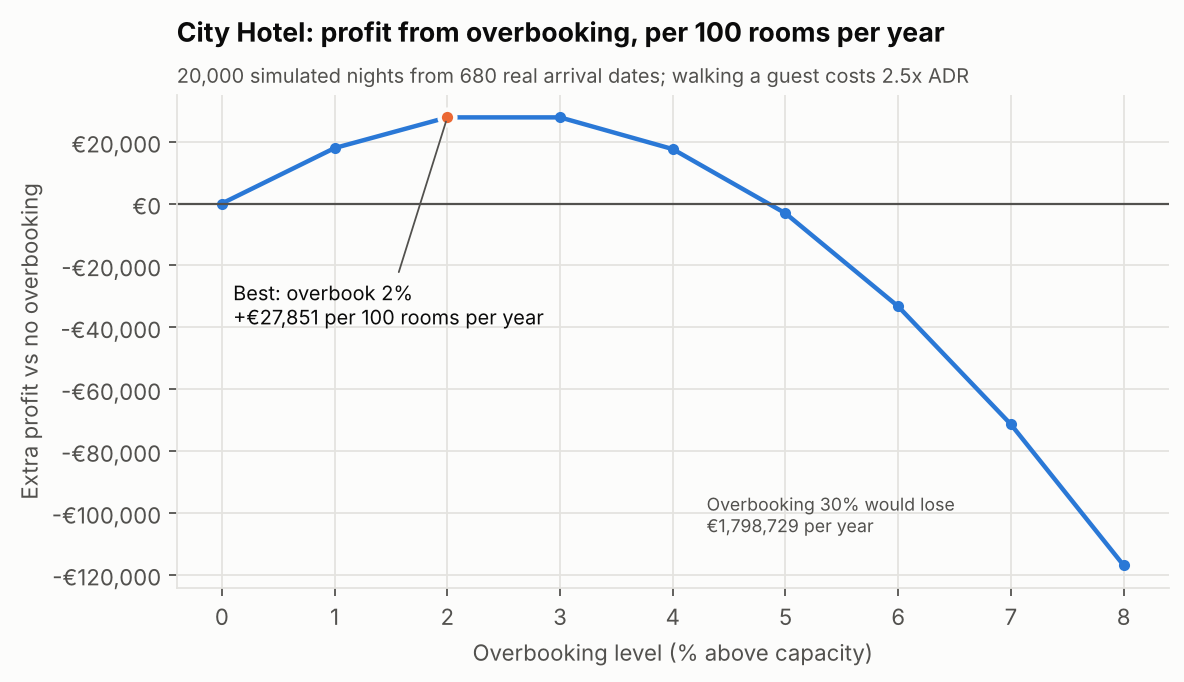 City Hotel: profit from overbooking, per 100 rooms per year
20,000 simulated nights from 680 real arrival dates; walking a guest costs 2.5x ADR
Extra profit vs no overbooking
€20,000
€0
-€20,000
-€40,000
-€60,000
-€80,000
-€100,000
-€120,000
Best: overbook 2%
+€27,851 per 100 rooms per year
Overbooking 30% would lose
€1,798,729 per year
0 1 2 3 4 5 6 7 8
Overbooking level (% above capacity)